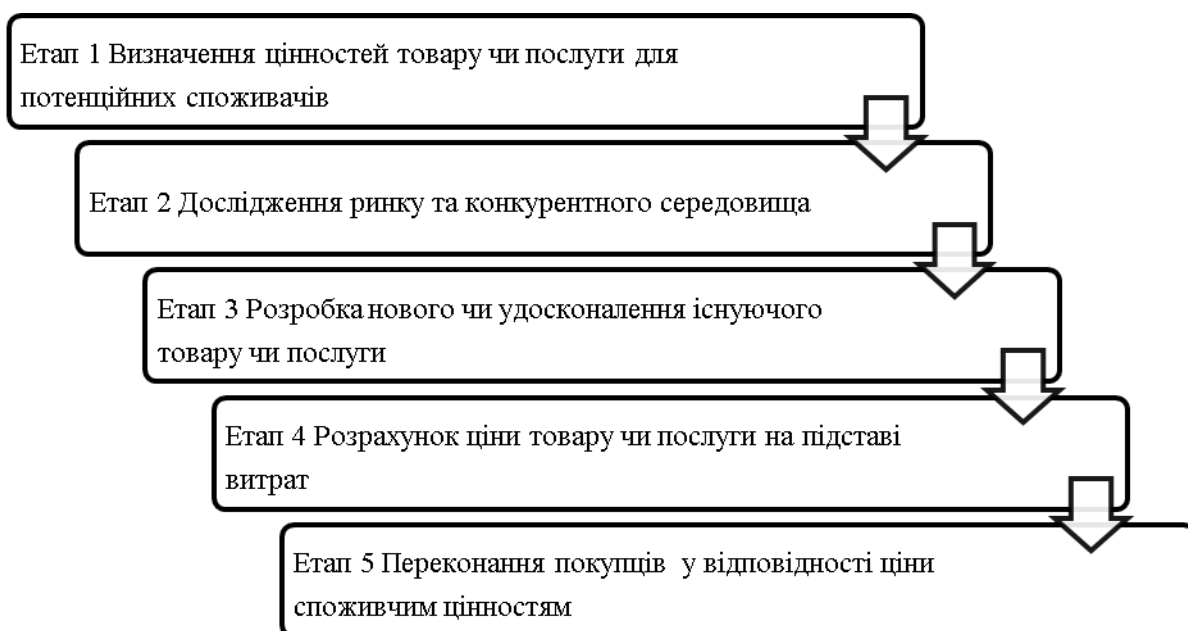 Етап 1 Визначення цінностей товару чи послуги для
потенційних споживачів
Етап 2 Дослідження ринку та конкурентного середовища
Етап 3 Розробка нового чи удосконалення існуючого
товару чи послуги
Етап 4 Розрахунок ціни товару чи послуги на підставі
витрат
Етап 5 Переконання покупців у відповідності ціни
споживчим цінностям